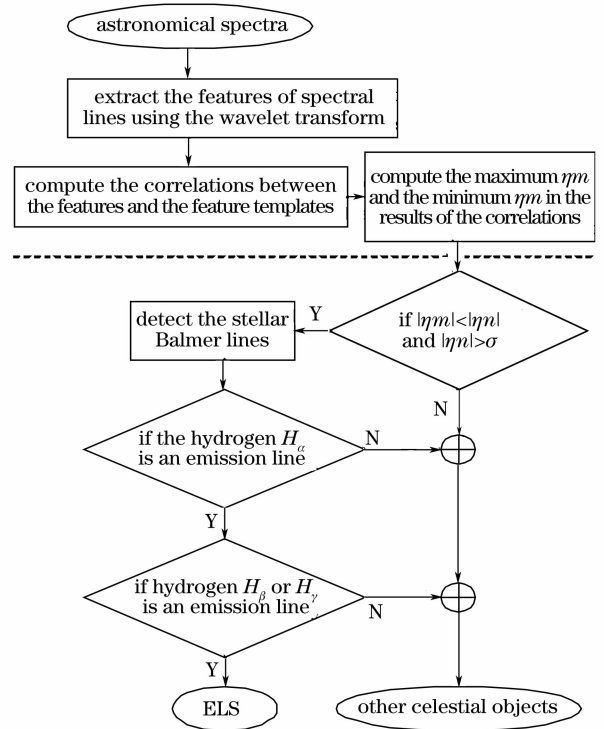 astronomical spectra
extract the features of spectral
lines using the wavelet transform
compute the correlations between
the features and the feature templates
compute the maximum ηm
and the minimum ηm in the
results of the correlations
if |ηm|<|ηn|
and |ηn|>σ
Y
N
detect the stellar
Balmer lines
if the hydrogen Hα
is an emission line
N
Y
if hydrogen Hβ or Hγ
is an emission line
N
Y
ELS
other celestial objects